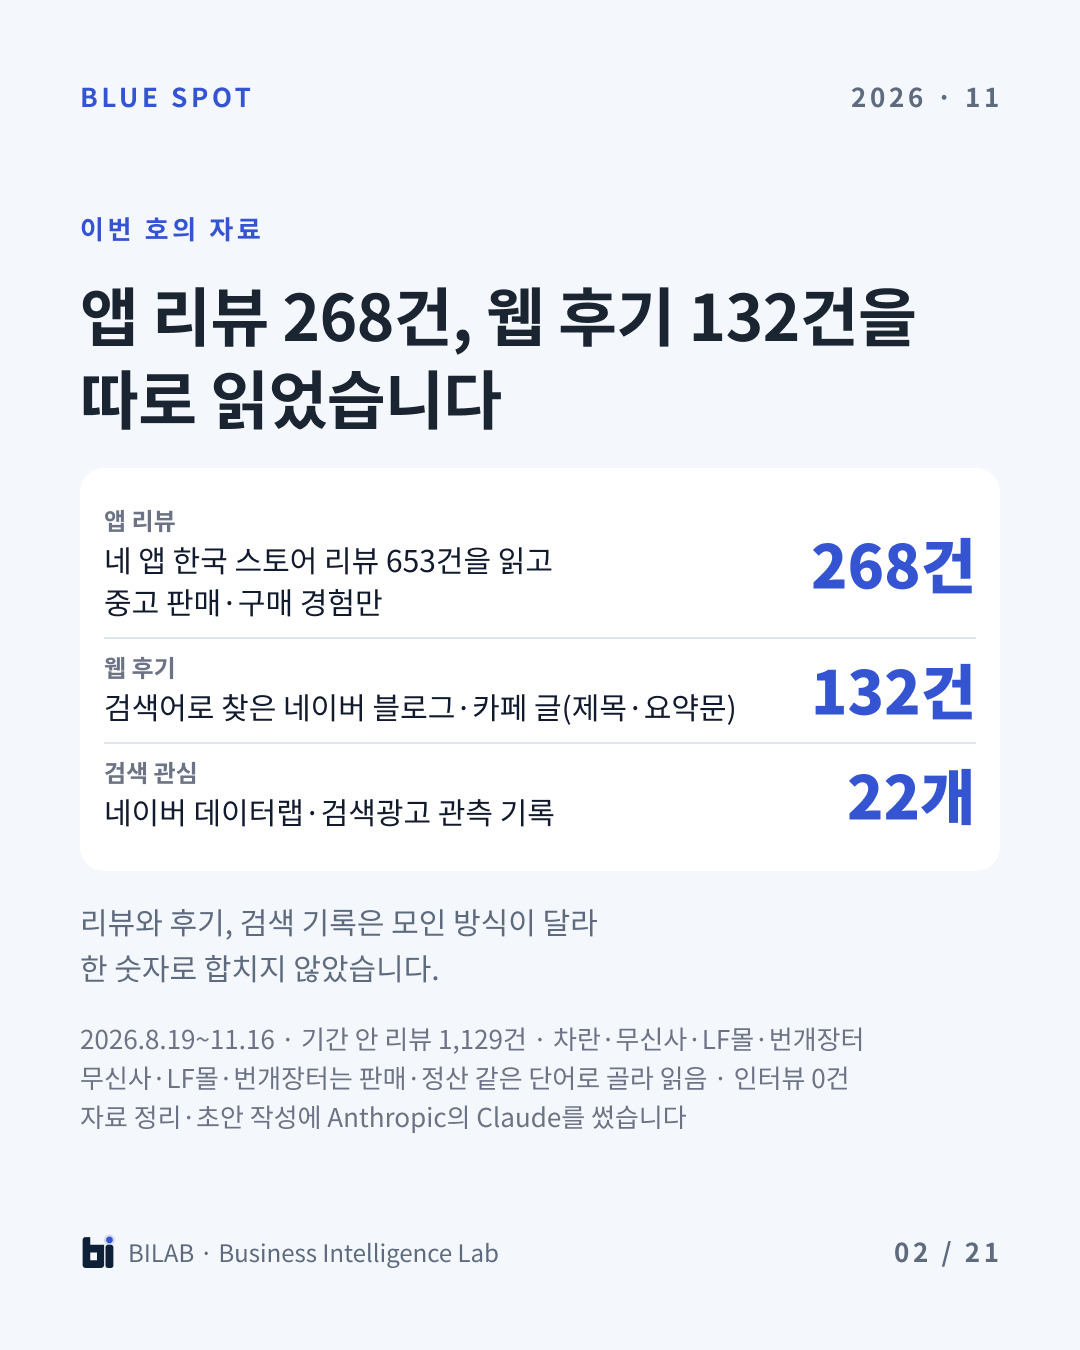 BLUE SPOT
2026 · 11
이번 호의 자료
앱 리뷰 268건, 웹 후기 132건을
따로 읽었습니다
앱 리뷰
네 앱 한국 스토어 리뷰 653건을 읽고
중고 판매·구매 경험만
268건
웹 후기
검색어로 찾은 네이버 블로그·카페 글(제목·요약문)
132건
검색 관심
네이버 데이터랩·검색광고 관측 기록
22개
리뷰와 후기, 검색 기록은 모인 방식이 달라
한 숫자로 합치지 않았습니다.
2026.8.19~11.16 · 기간 안 리뷰 1,129건 · 차란·무신사·LF몰·번개장터
무신사·LF몰·번개장터는 판매·정산 같은 단어로 골라 읽음 · 인터뷰 0건
자료 정리·초안 작성에 Anthropic의 Claude를 썼습니다
bi BILAB · Business Intelligence Lab
02 / 21